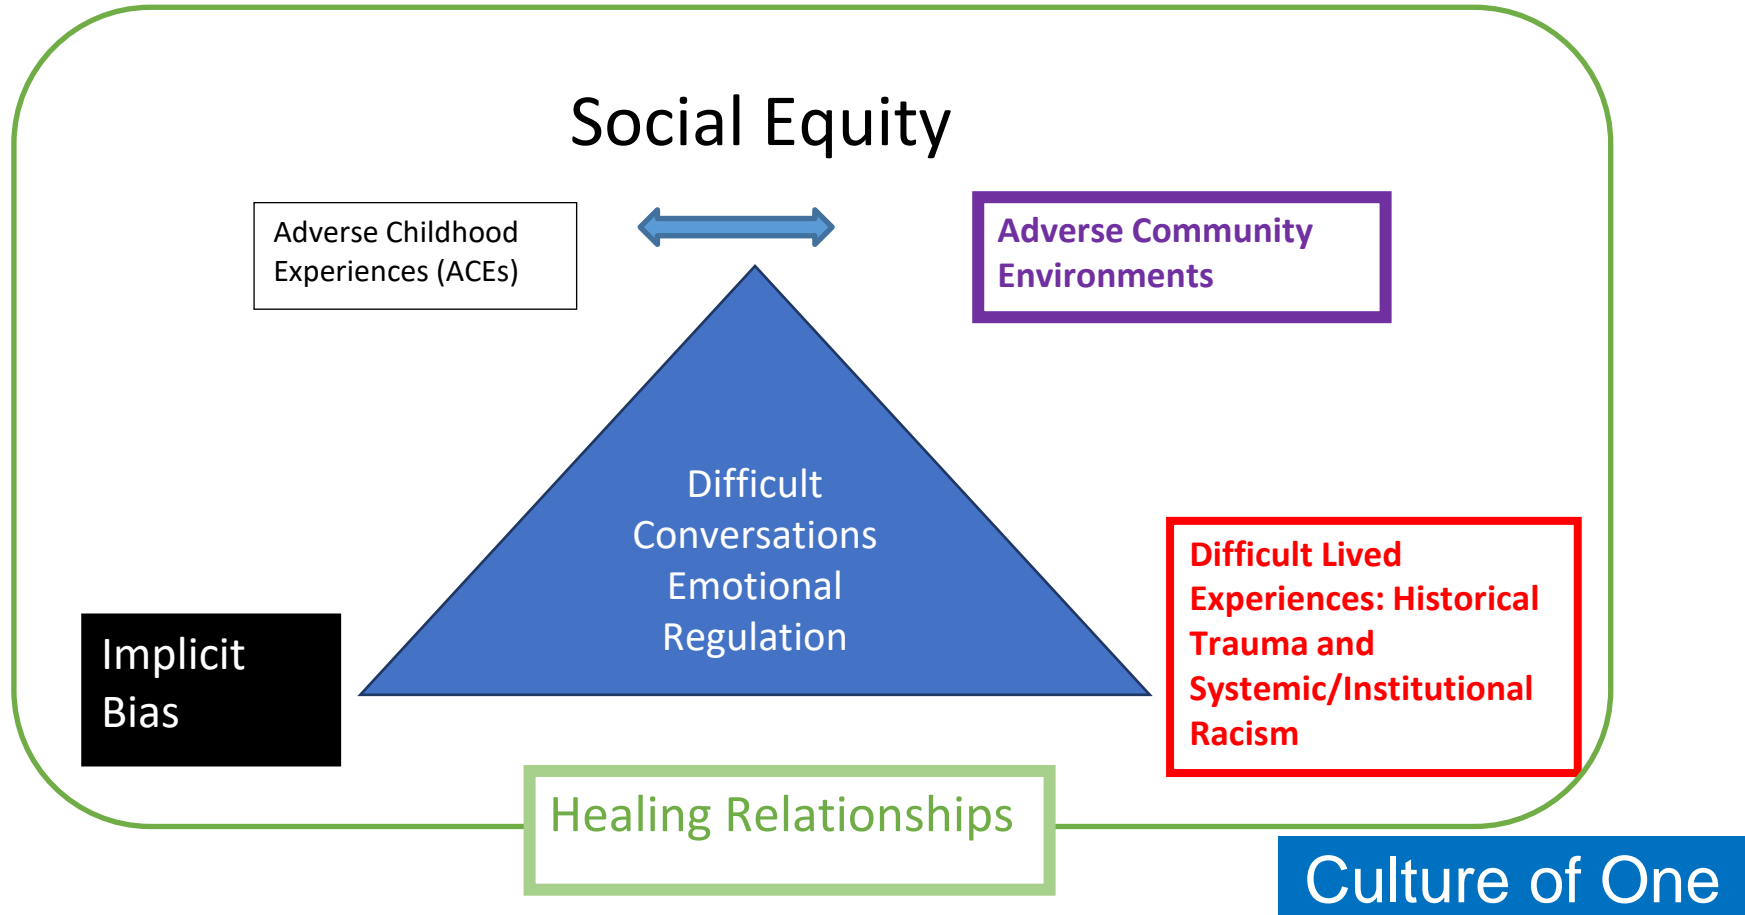 Social Equity
Adverse Childhood
Experiences (ACEs)
Adverse Community
Environments
Difficult
Conversations
Emotional
Regulation
Implicit
Bias
Difficult Lived
Experiences: Historical
Trauma and
Systemic/Institutional
Racism
Healing Relationships
Culture of One